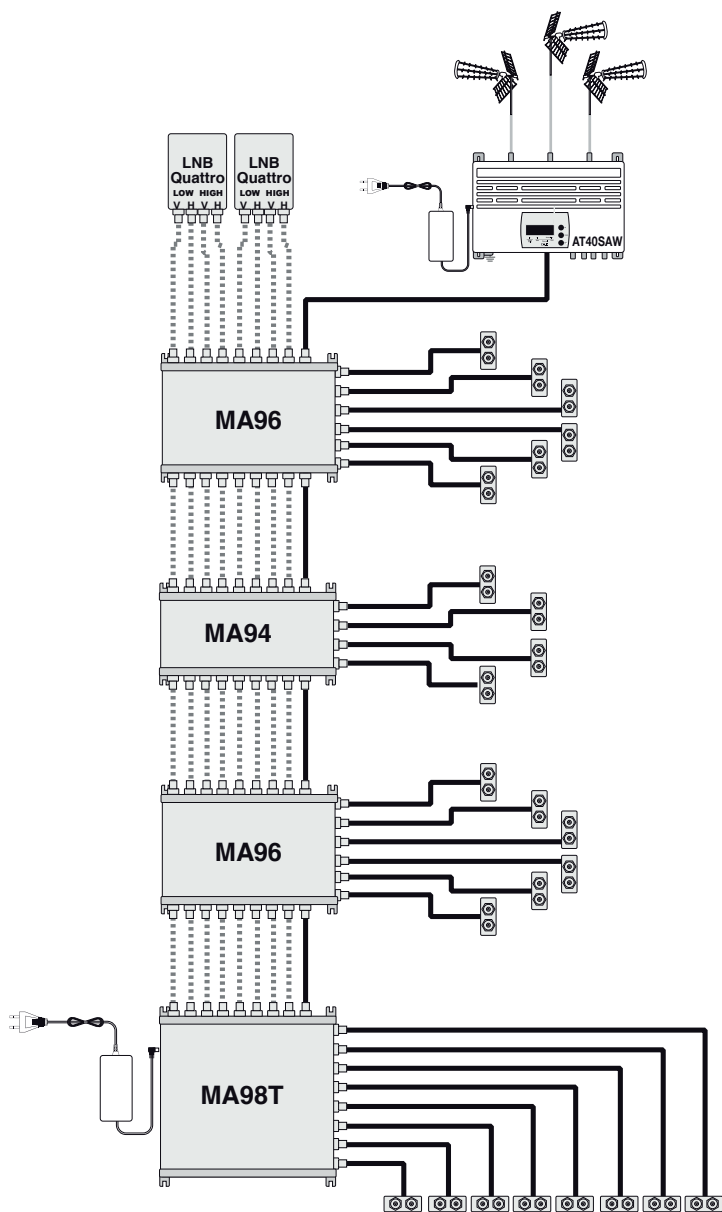 LNB
Quattro
LOW HIGH
V H V H
LNB
Quattro
LOW HIGH
V H V H
AT40SAW
MA96
MA94
MA96
MA98T